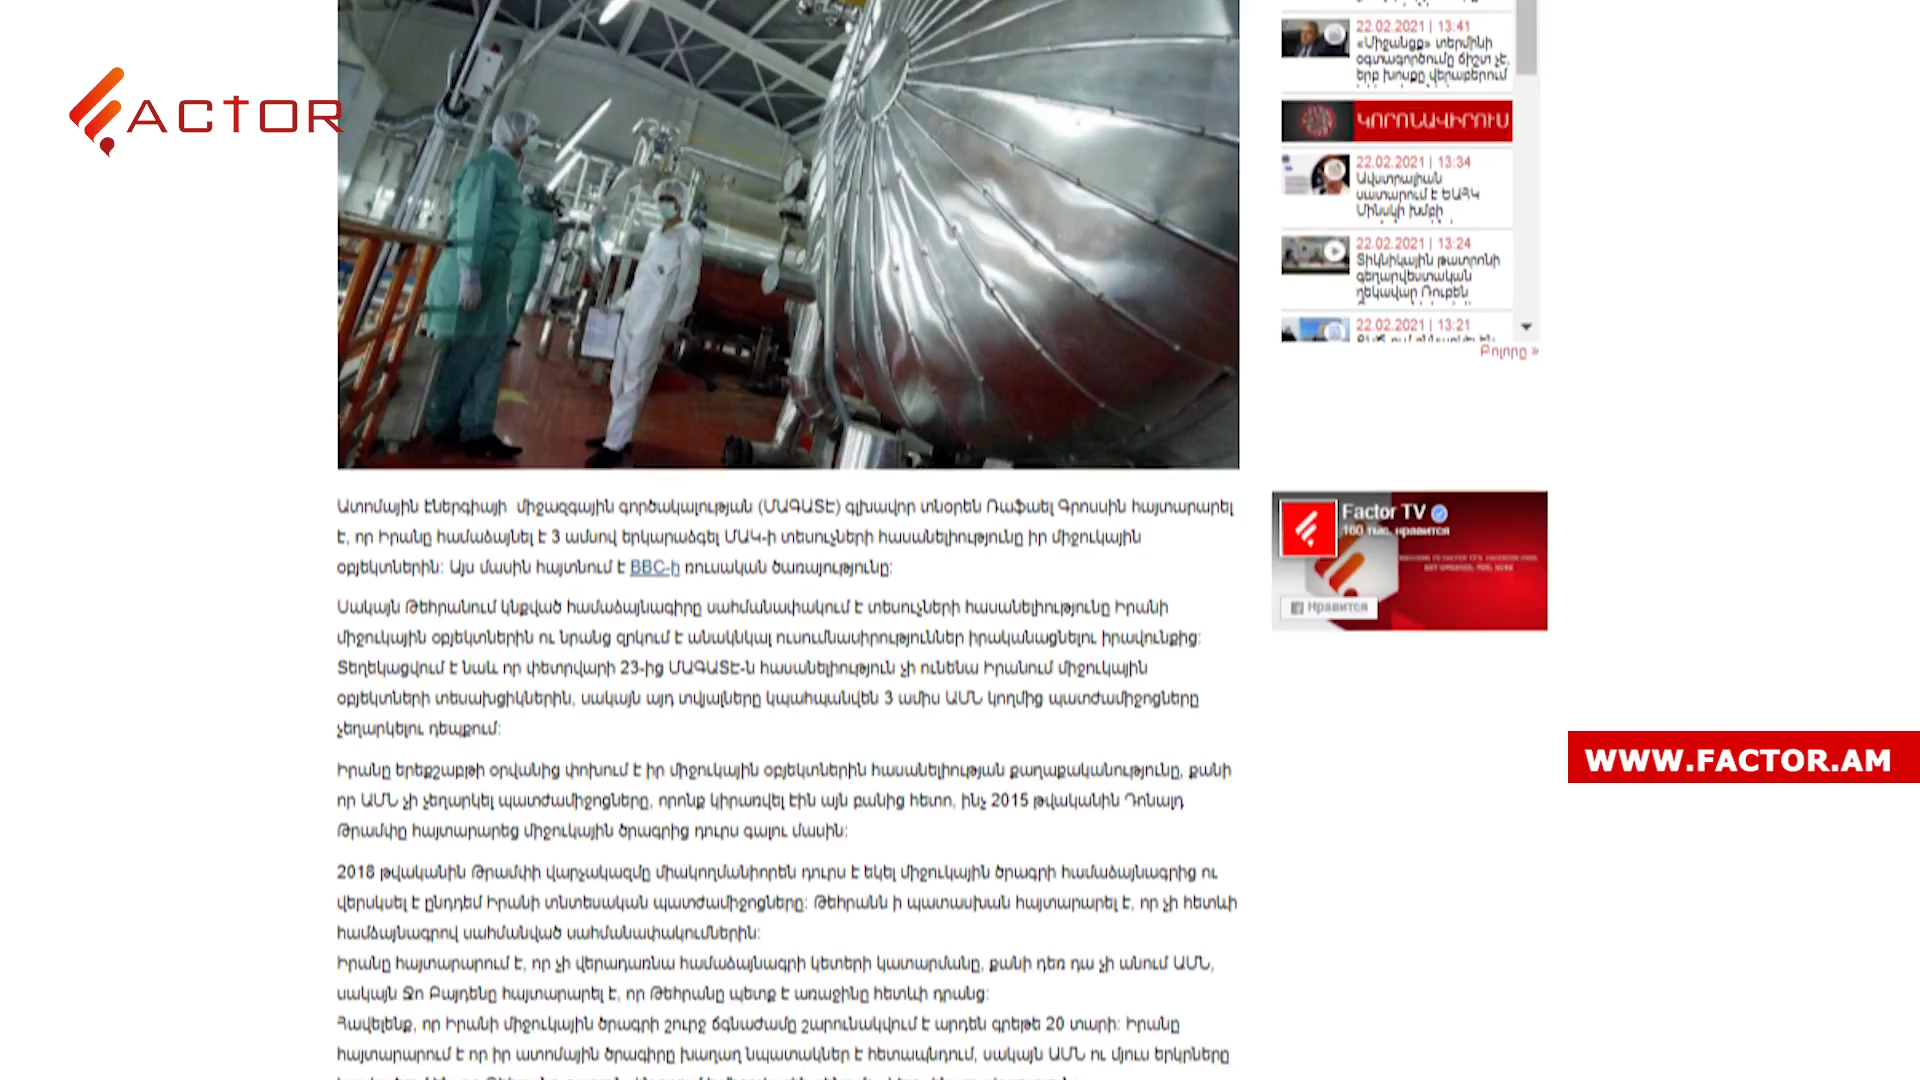 FACTOR
22.02.2021 | 13:41
«Միջանցք» տերմինի
օգտագործումը ճիշտ չէ,
երբ խոսքը վերաբերում
ԿՈՐՈՆԱՎԻՐՈՒՍ
22.02.2021 | 13:34
Ավստրալիան
սատարում է ԵԱՀԿ
Մինսկի խմբի
22.02.2021 | 13:24
Տիկնիկային թատրոնի
գեղարվեստական
ղեկավար Ռուբեն
22.02.2021 | 13:21
Բոլորը »
Ատոմային էներգիայի միջազգային գործակալության (ՄԱԳԱՏԷ) գլխավոր տնօրեն Ռաֆաել Գրոսսին հայտարարել
է, որ Իրանը համաձայնել է 3 ամսով երկարաձգել ՄԱԿ-ի տեսուչների հասանելիությունը իր միջուկային
օբյեկտներին: Այս մասին հայտնում է BBC-ի ռուսական ծառայությունը:
Սակայն Թեհրանում կնքված համաձայնագիրը սահմանափակում է տեսուչների հասանելիությունը Իրանի
միջուկային օբյեկտներին ու նրանց զրկում է անակնկալ ուսումնասիրություններ իրականացնելու իրավունքից:
Տեղեկացվում է նաև որ փետրվարի 23-ից ՄԱԳԱՏԷ-ն հասանելիություն չի ունենա Իրանում միջուկային
օբյեկտների տեսախցիկներին, սակայն այդ տվյալները կպահպանվեն 3 ամիս ԱՄՆ կողմից պատժամիջոցները
չեղարկելու դեպքում:
Իրանը երեքշաբթի օրվանից փոխում է իր միջուկային օբյեկտներին հասանելիության քաղաքականությունը, քանի
որ ԱՄՆ չի չեղարկել պատժամիջոցները, որոնք կիրառվել էին այն բանից հետո, ինչ 2015 թվականին Դոնալդ
Թրամփը հայտարարեց միջուկային ծրագրից դուրս գալու մասին:
2018 թվականին Թրամփի վարչակազմը միակողմանիորեն դուրս է եկել միջուկային ծրագրի համաձայնագրից ու
վերսկսել է ընդդեմ Իրանի տնտեսական պատժամիջոցները: Թեհրանն ի պատասխան հայտարարել է, որ չի հետևի
համձայնագրով սահմանված սահմանափակումներին:
Իրանը հայտարարում է, որ չի վերադառնա համաձայնագրի կետերի կատարմանը, քանի դեռ դա չի անում ԱՄՆ,
սակայն Ջո Բայդենը հայտարարել է, որ Թեհրանը պետք է առաջինը հետևի դրանց:
Հավելենք, որ Իրանի միջուկային ծրագրի շուրջ ճգնաժամը շարունակվում է արդեն գրեթե 20 տարի: Իրանը
հայտարարում է որ իր ատոմային ծրագիրը խաղաղ նպատակներ է հետապնդում, սակայն ԱՄՆ ու մյուս երկրները
Factor TV
160 тыс. нравится
Нравится
WWW.FACTOR.AM